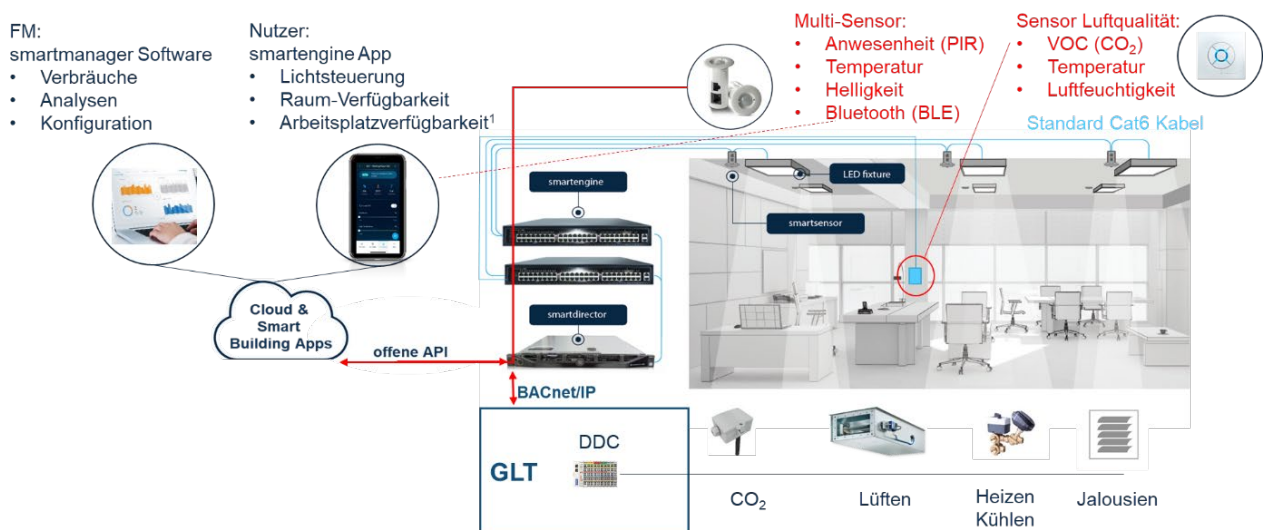 FM:
smartmanager Software
• Verbräuche
• Analysen
• Konfiguration
Nutzer:
smartengine App
• Lichtsteuerung
• Raum-Verfügbarkeit
• Arbeitsplatzverfügbarkeit¹
Multi-Sensor:
• Anwesenheit (PIR)
• Temperatur
• Helligkeit
• Bluetooth (BLE)
Sensor Luftqualität:
• VOC (CO₂)
• Temperatur
• Luftfeuchtigkeit
Standard Cat6 Kabel
smartengine
LED fixture
smartsensor
smartdirector
Cloud &
Smart
Building Apps
offene API
BACnet/IP
DDC
GLT
CO₂
Lüften
Heizen
Kühlen
Jalousien